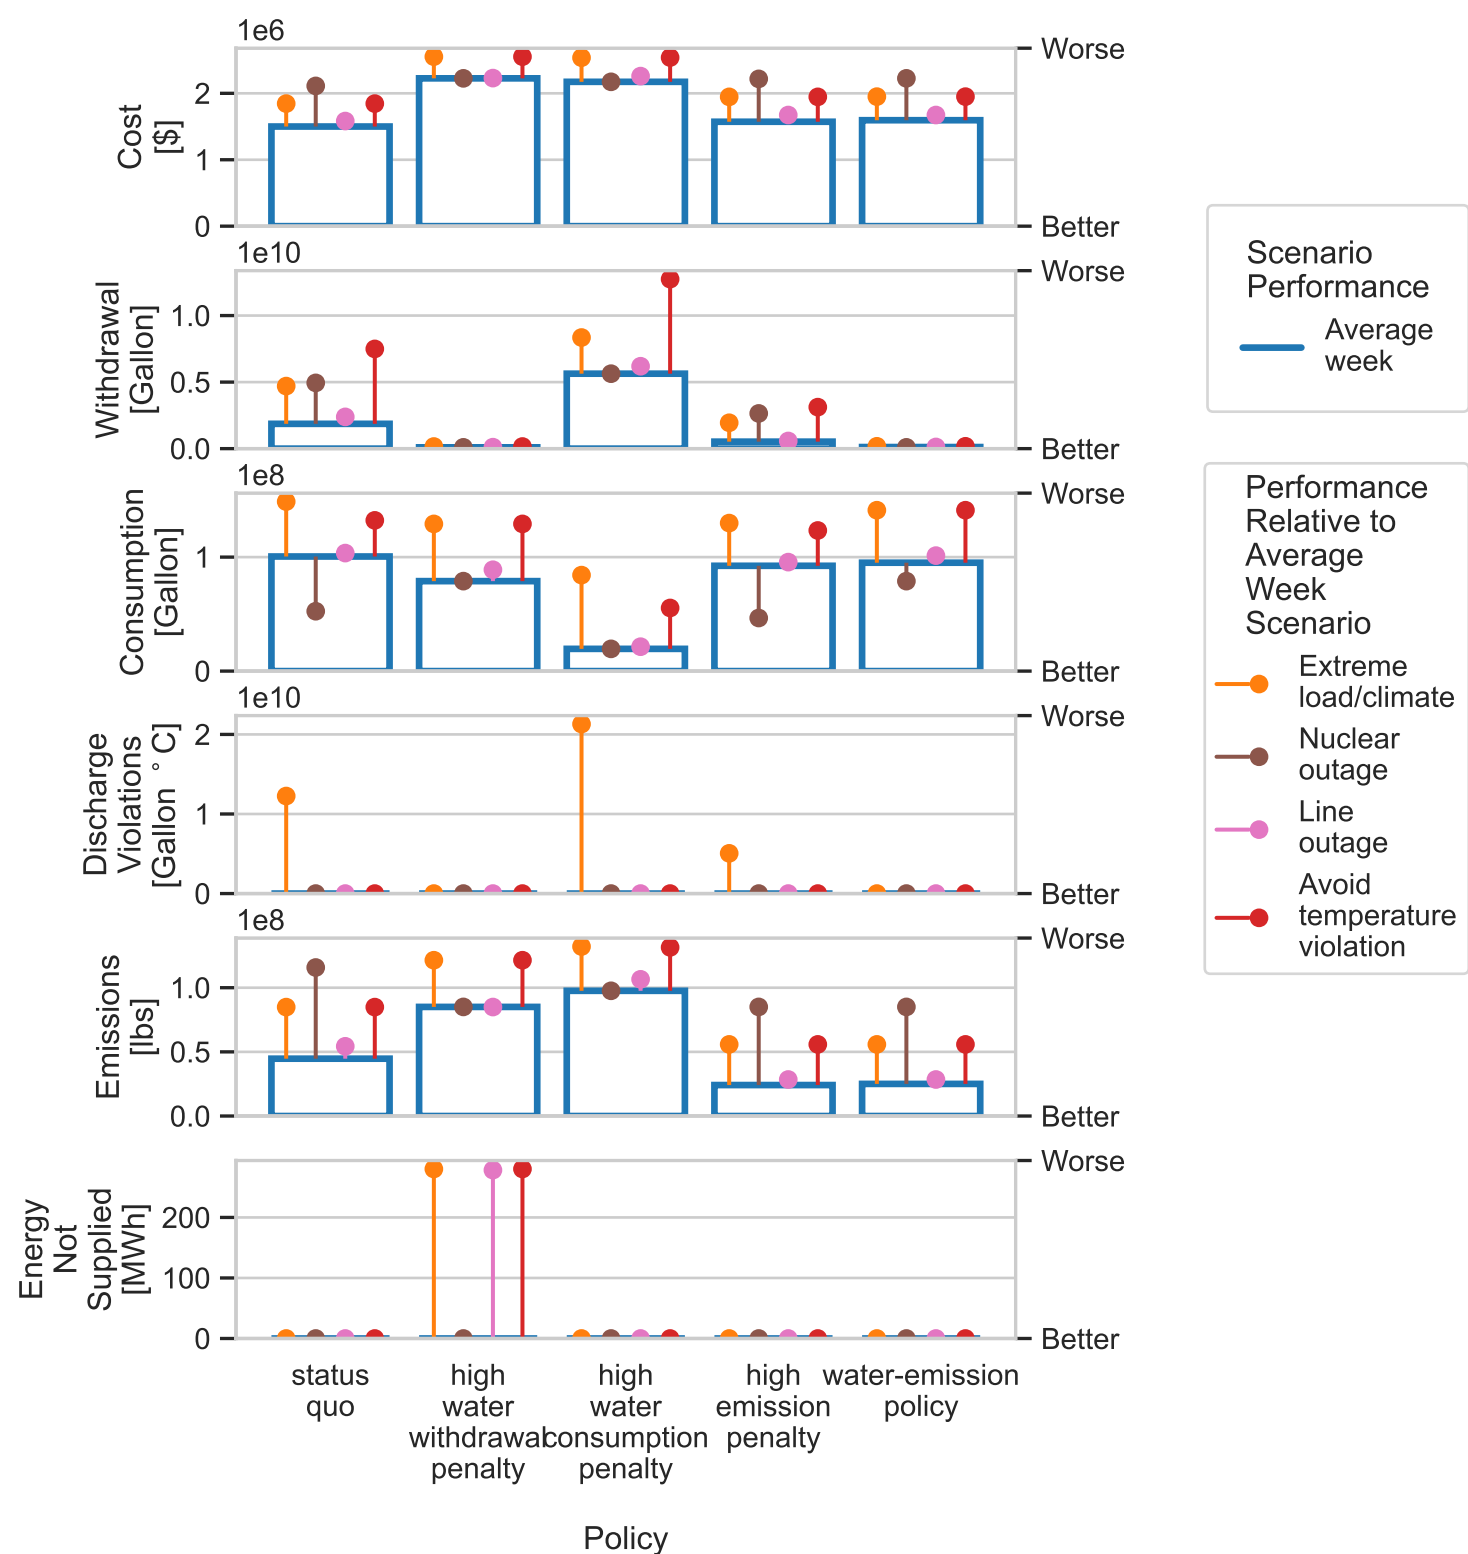 1e6
Cost
[$]
2
1
0
Worse
Better
1e10
Withdrawal
[Gallon]
1.0
0.5
0.0
Worse
Better
1e8
Consumption
[Gallon]
1
0
Worse
Better
1e10
Discharge
Violations
[Gallon °C]
2
1
0
Worse
Better
1e8
Emissions
[lbs]
1.0
0.5
0.0
Worse
Better
Energy
Not
Supplied
[MWh]
200
100
0
Worse
Better
status
quo
high
water
withdrawal
penalty
high
water
consumption
penalty
high
emission
penalty
water-emission
policy
Policy
Scenario
Performance
Average
week
Performance
Relative to
Average
Week
Scenario
Extreme
load/climate
Nuclear
outage
Line
outage
Avoid
temperature
violation